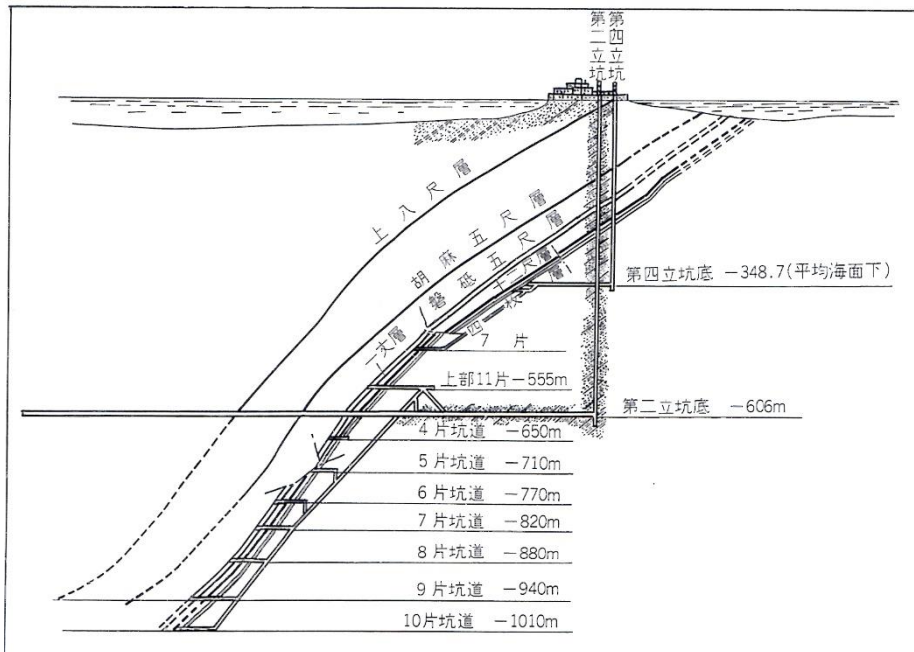 第二立坑
第四立坑
上八尺層
胡麻五尺層
磐砥五尺層
十二尺層
四枚層
一丈層
第四立坑底 -348.7(平均海面下)
7 片
上部11片-555m
第二立坑底 -606m
4片坑道 -650m
5片坑道 -710m
6片坑道 -770m
7片坑道 -820m
8片坑道 -880m
9片坑道 -940m
10片坑道 -1010m